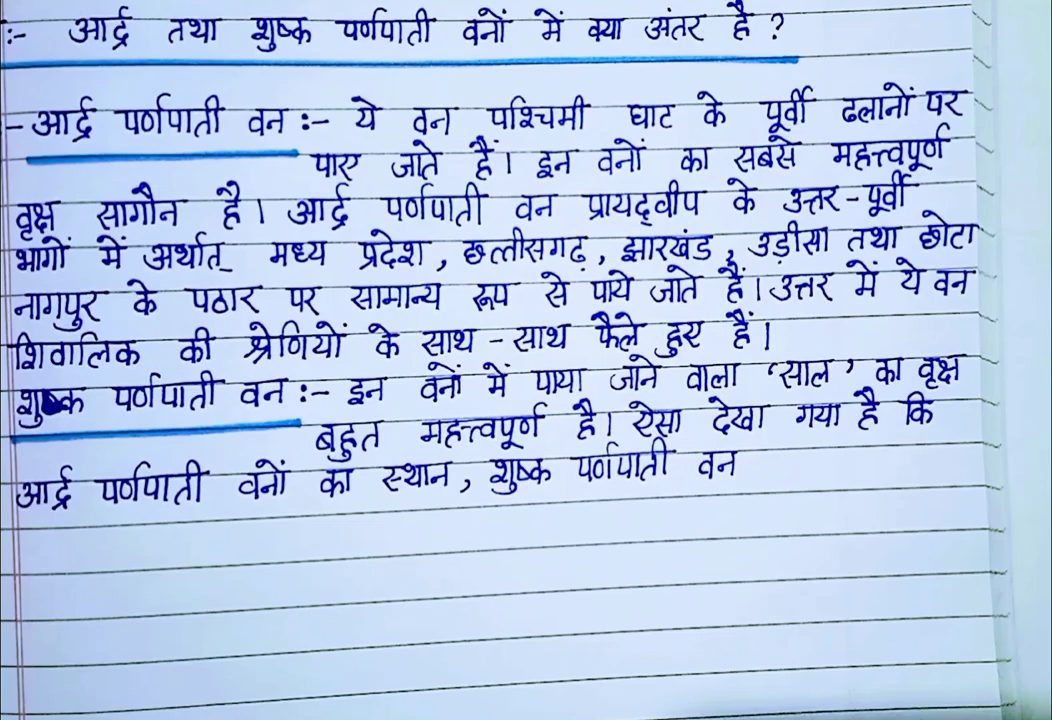 :- आर्द्र तथा शुष्क पर्णपाती वनों में क्या अंतर है ?
- आर्द्र पर्णपाती वन :- ये वन पश्चिमी घाट के पूर्वी ढलानों पर
पाए जाते हैं। इन वनों का सबसे महत्त्वपूर्ण
वृक्ष सागौन है। आर्द्र पर्णपाती वन प्रायद्वीप के उत्तर-पूर्वी
भागों में अर्थात् मध्य प्रदेश, छत्तीसगढ़, झारखंड, उड़ीसा तथा छोटा
नागपुर के पठार पर सामान्य रूप से पाये जाते हैं। उत्तर में ये वन
शिवालिक की श्रेणियों के साथ-साथ फैले हुए हैं।
शुष्क पर्णपाती वन :- इन वनों में पाया जाने वाला 'साल' का वृक्ष
बहुत महत्त्वपूर्ण है। ऐसा देखा गया है कि
आर्द्र पर्णपाती वनों का स्थान, शुष्क पर्णपाती वन